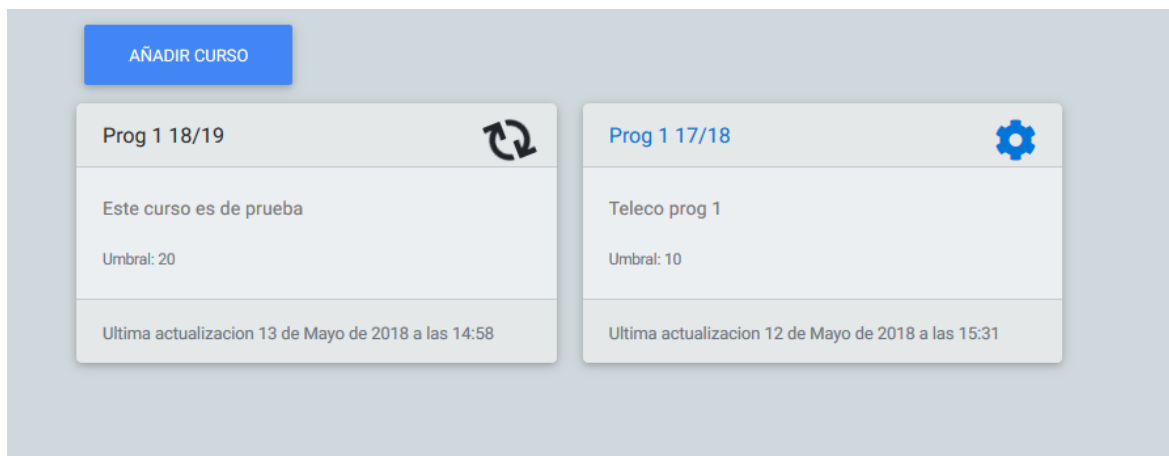 AÑADIR CURSO
Prog 1 18/19
Este curso es de prueba
Umbral: 20
Ultima actualizacion 13 de Mayo de 2018 a las 14:58
Prog 1 17/18
Teleco prog 1
Umbral: 10
Ultima actualizacion 12 de Mayo de 2018 a las 15:31